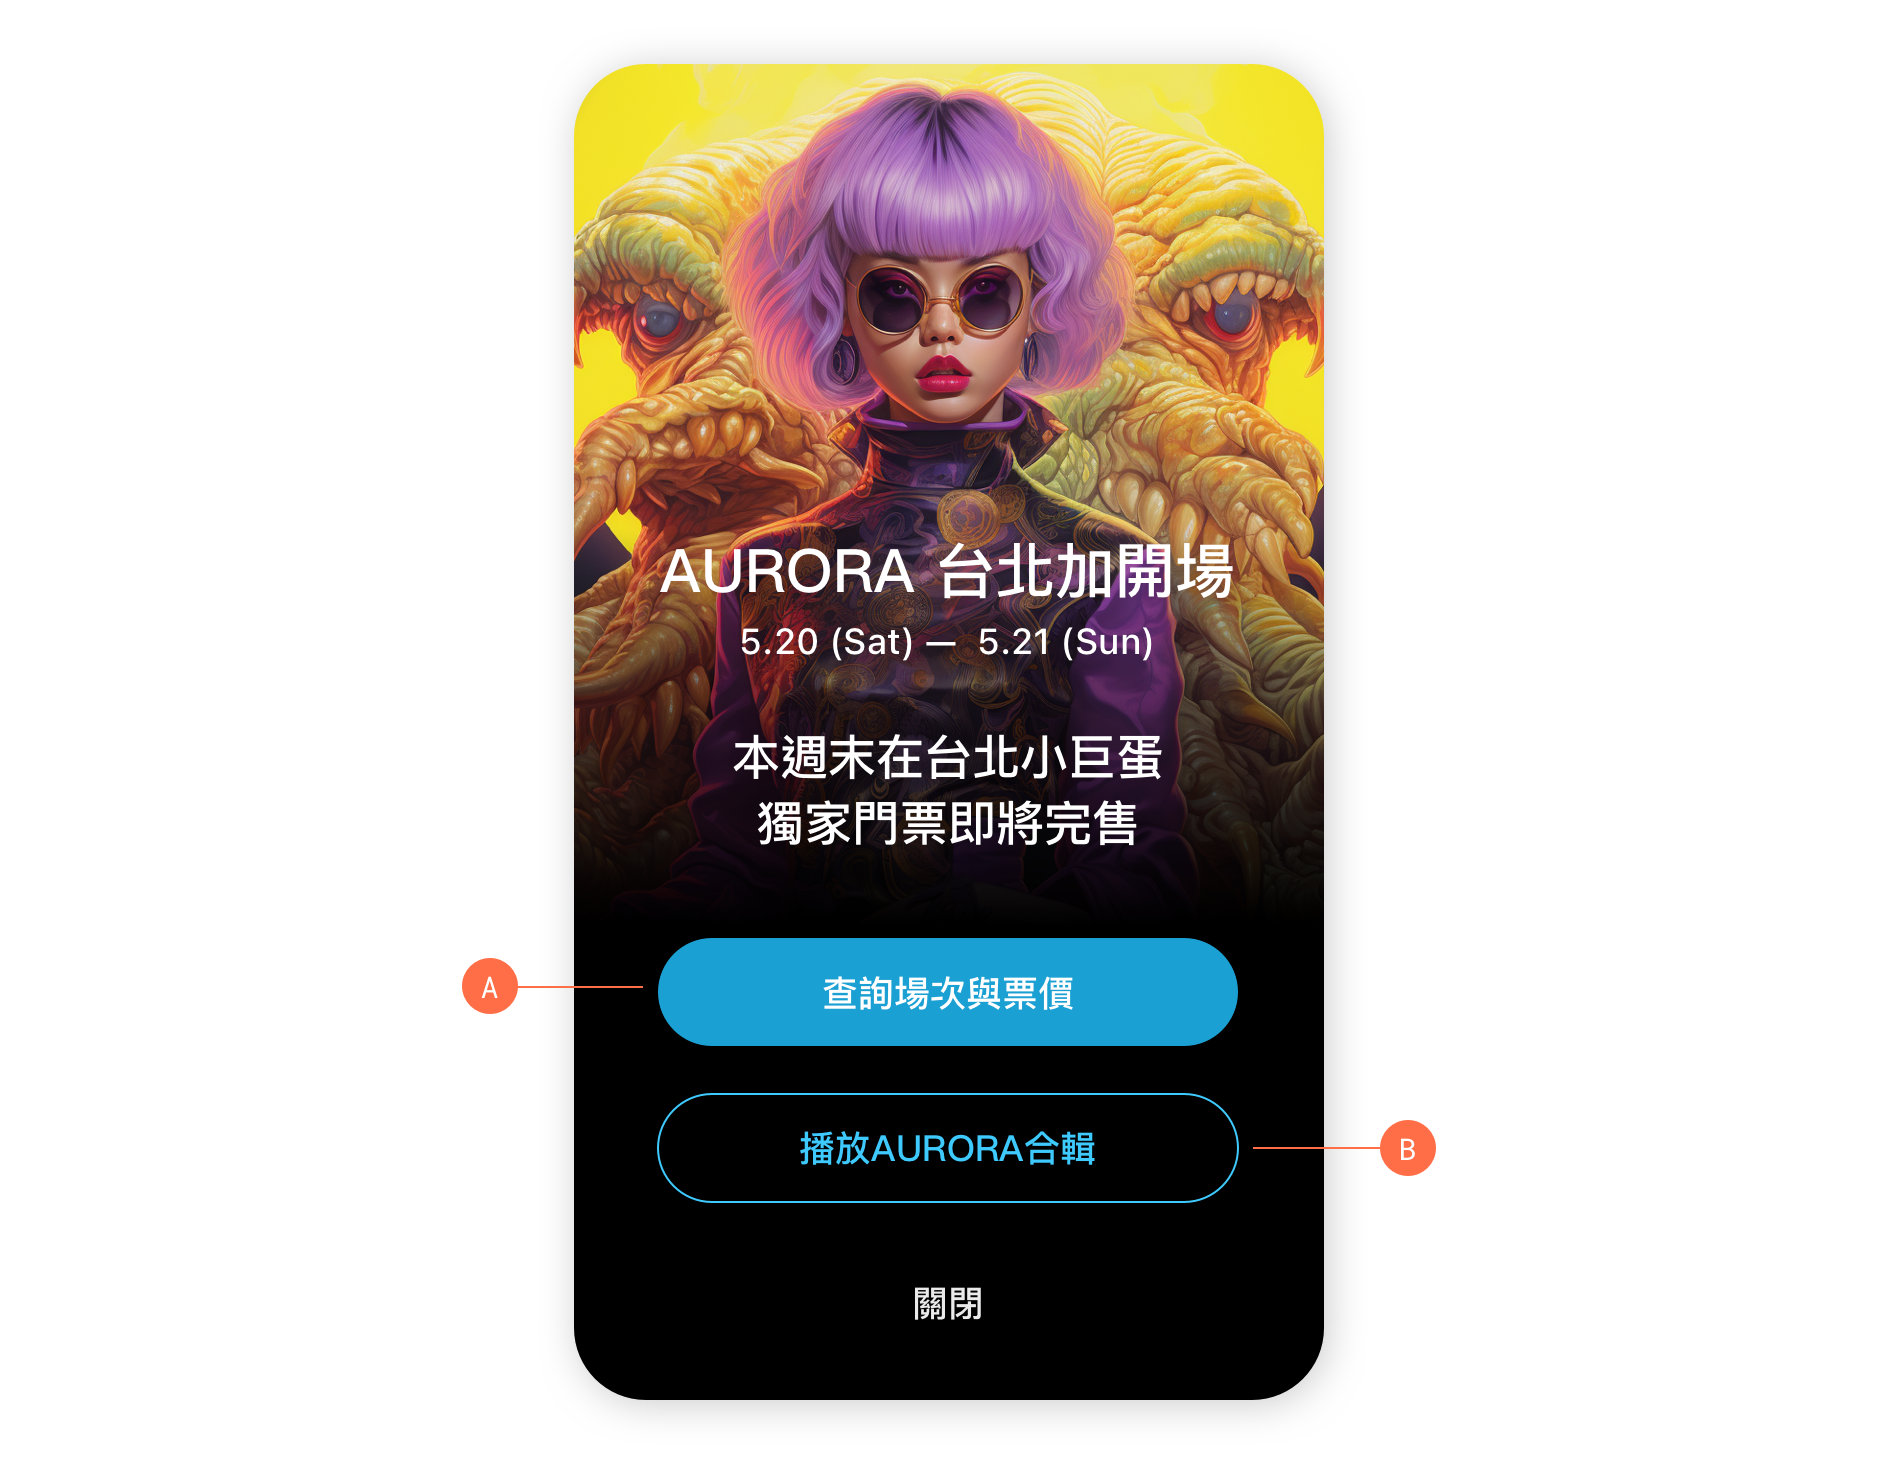 AURORA 台北加開場
5.20 (Sat) — 5.21 (Sun)
本週末在台北小巨蛋
獨家門票即將完售
A
查詢場次與票價
播放AURORA合輯
B
關閉